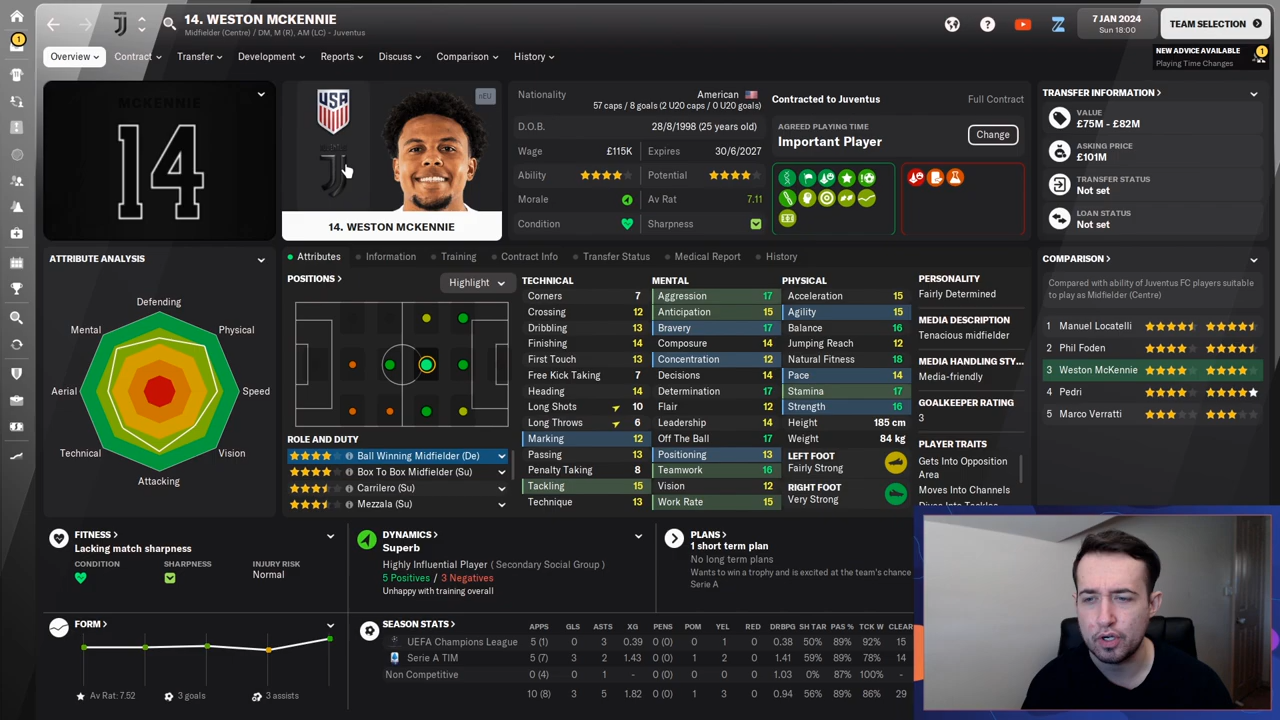 14. WESTON MCKENNIE
Midfielder (Centre) / DM, M (R), AM (LC) - Juventus
7 JAN 2024
Sun 18:00
TEAM SELECTION
1
Overview
Contract
Transfer
Development
Reports
Discuss
Comparison
History
NEW ADVICE AVAILABLE
Playing Time Changes
1
MCKENNIE
14
USA
nEU
14. WESTON MCKENNIE
Nationality American
57 caps / 8 goals (2 U20 caps / 0 U20 goals)
D.O.B. 28/8/1998 (25 years old)
Wage £115K Expires 30/6/2027
Ability Potential
Morale Av Rat 7.11
Condition Sharpness
Contracted to Juventus Full Contract
AGREED PLAYING TIME
Important Player
Change
TRANSFER INFORMATION >
VALUE
£75M - £82M
ASKING PRICE
£101M
TRANSFER STATUS
Not set
LOAN STATUS
Not set
ATTRIBUTE ANALYSIS
Defending
Physical
Speed
Vision
Attacking
Technical
Aerial
Mental
Attributes
Information
Training
Contract Info
Transfer Status
Medical Report
History
POSITIONS >
Highlight
ROLE AND DUTY
Ball Winning Midfielder (De)
Box To Box Midfielder (Su)
Carrilero (Su)
Mezzala (Su)
TECHNICAL
Corners 7
Crossing 12
Dribbling 13
Finishing 14
First Touch 13
Free Kick Taking 7
Heading 14
Long Shots 10
Long Throws 6
Marking 12
Passing 13
Penalty Taking 8
Tackling 15
Technique 13
MENTAL
Aggression 17
Anticipation 15
Bravery 17
Composure 14
Concentration 12
Decisions 14
Determination 17
Flair 12
Leadership 14
Off The Ball 17
Positioning 13
Teamwork 16
Vision 12
Work Rate 15
PHYSICAL
Acceleration 15
Agility 15
Balance 16
Jumping Reach 12
Natural Fitness 18
Pace 14
Stamina 17
Strength 16
Height 185 cm
Weight 84 kg
LEFT FOOT
Fairly Strong
RIGHT FOOT
Very Strong
PERSONALITY
Fairly Determined
MEDIA DESCRIPTION
Tenacious midfielder
MEDIA HANDLING STY...
Media-friendly
GOALKEEPER RATING
3
PLAYER TRAITS
Gets Into Opposition
Area
Moves Into Channels
Dives Into Tackles
COMPARISON >
Compared with ability of Juventus FC players suitable
to play as Midfielder (Centre)
1 Manuel Locatelli
2 Phil Foden
3 Weston McKennie
4 Pedri
5 Marco Verratti
FITNESS >
Lacking match sharpness
CONDITION SHARPNESS INJURY RISK
Normal
DYNAMICS >
Superb
Highly Influential Player ( Secondary Social Group )
5 Positives / 3 Negatives
Unhappy with training overall
PLANS >
1 short term plan
No long term plans
Wants to win a trophy and is excited at the team's chance
Serie A
FORM >
Av Rat: 7.52 3 goals 3 assists
SEASON STATS > APPS GLS ASTS XG PENS POM YEL RED DRBPG SH TAR PAS % TCK W
UEFA Champions League 5 (1) 0 3 0.39 0 (0) 0 1 0 0.38 50% 89% 92% 15
Serie A TIM 5 (7) 3 2 1.43 0 (0) 1 2 0 1.41 50% 89% 78% 14
Non Competitive 0 (4) 0 1 - 0 (0) 0 0 0 1.03 0% 87% 100% -
10 (8) 3 5 1.82 0 (0) 1 3 0 0.94 56% 89% 86% 29